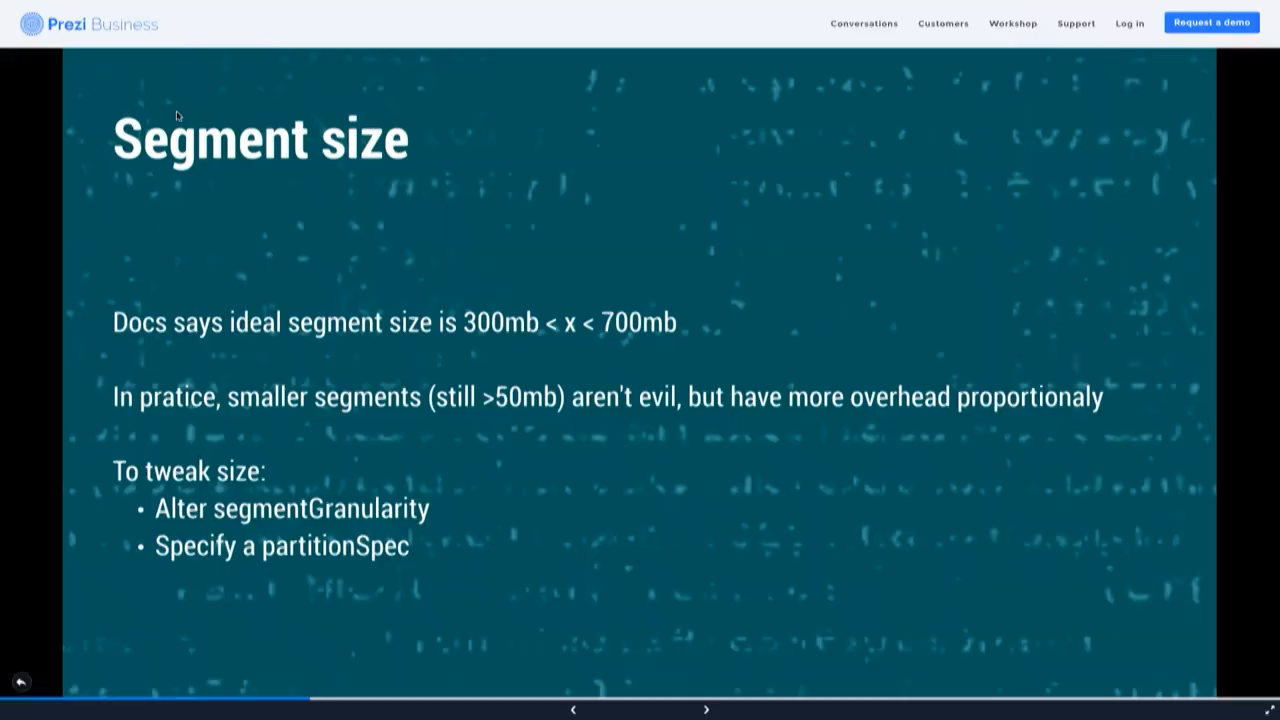 Prezi Business
Conversations Customers Workshop Support Log in Request a demo
Segment size
Docs says ideal segment size is 300mb < x < 700mb
In pratice, smaller segments (still >50mb) aren't evil, but have more overhead proportionaly
To tweak size:
• Alter segmentGranularity
• Specify a partitionSpec